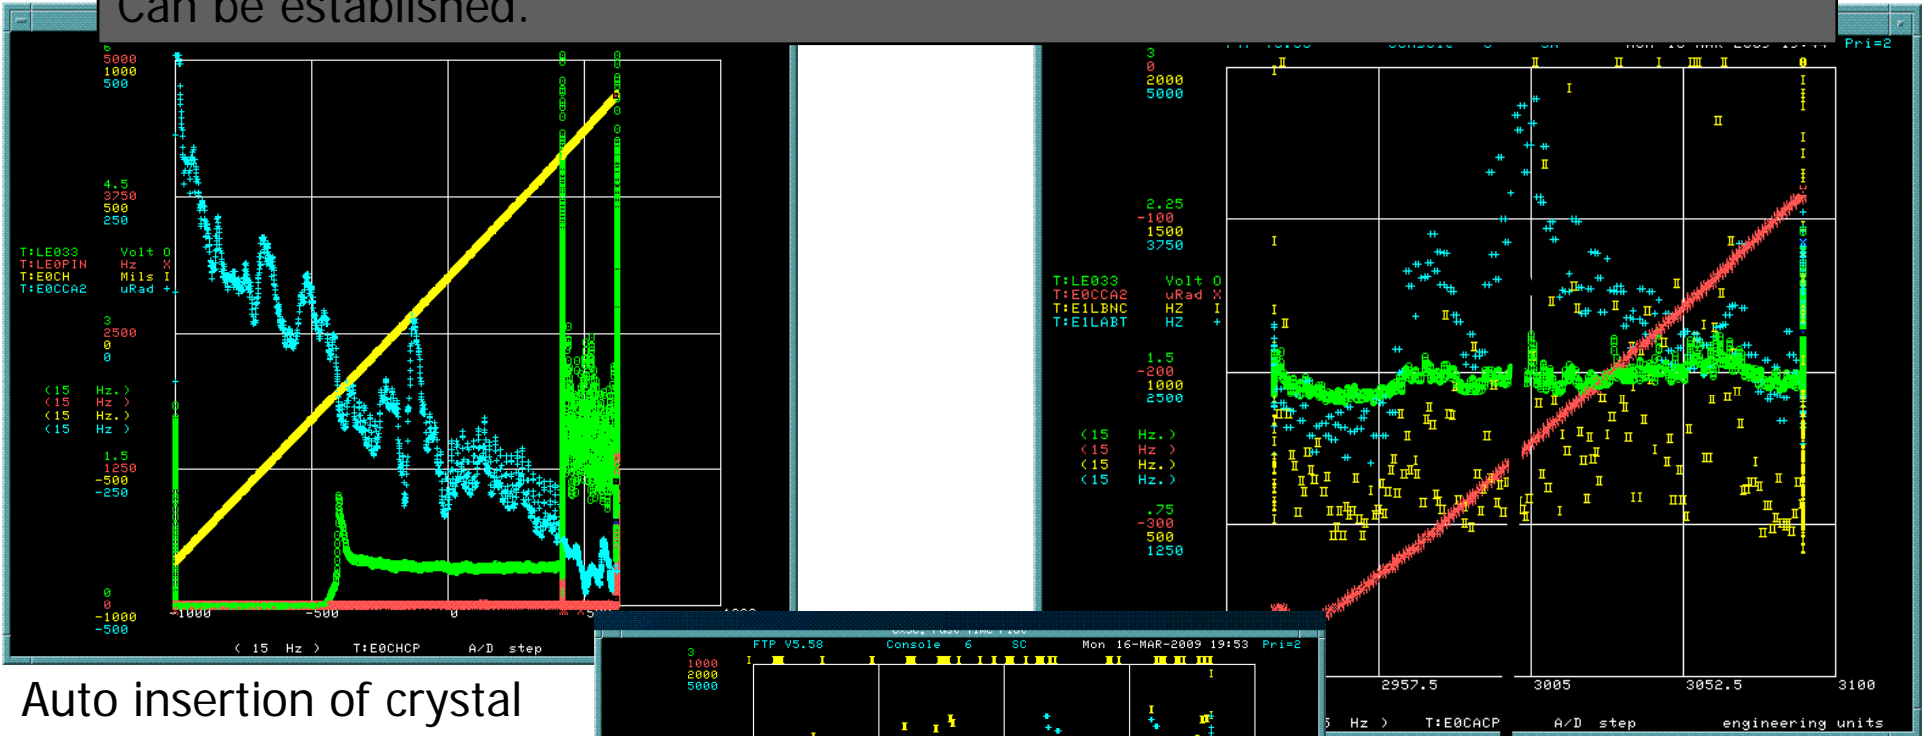 Can be established.
6
5000
1000
500
4.5
3750
500
250
T:LE033 Volt O
T:LE0PIN Hz X
T:E0CH Mils I
T:E0CCA2 uRad +
3
2500
0
0
(15 Hz.)
(15 Hz )
(15 Hz.)
(15 Hz )
1.5
1250
-500
-250
0
0
-1000
-500
-1000 -500 0
( 15 Hz ) T:E0CHCP A/D step
Auto insertion of crystal
Pri=2
3
0
2000
5000
2.25
-100
1500
3750
T:LE033 Volt O
T:E0CCA2 uRad X
T:E1LBNC HZ I
T:E1LABT HZ +
1.5
-200
1000
2500
(15 Hz.)
(15 Hz )
(15 Hz.)
(15 Hz )
.75
-300
500
1250
2957.5 3005 3052.5 3100
Hz ) T:E0CACP A/D step engineering units
FTP V5.58 Console 6 SC Mon 16-MAR-2009 19:53 Pri=2
3
1000
2000
5000